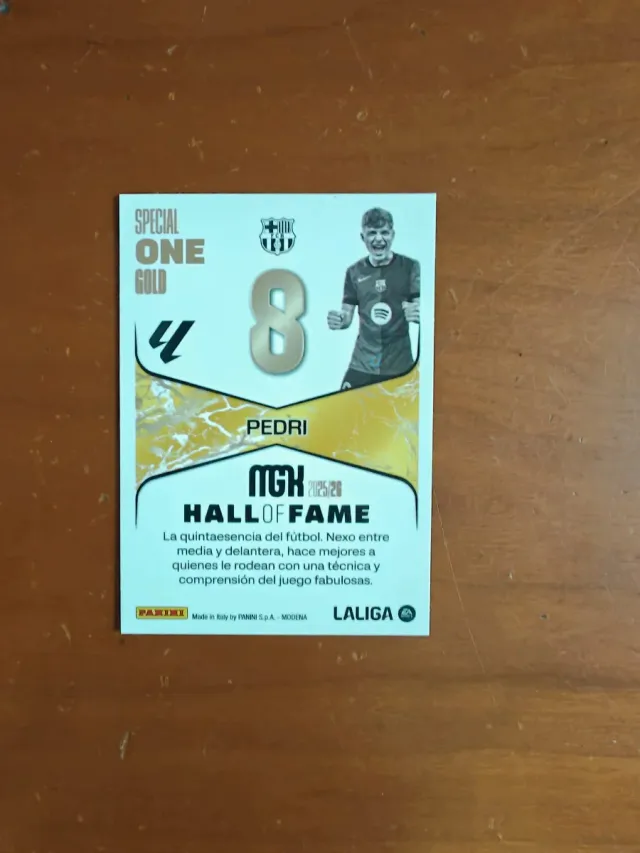 SPECIAL
ONE
GOLD
8
PEDRI
MGK 2025/26
HALL OF FAME
La quintaesencia del fútbol. Nexo entre
media y delantera, hace mejores a
quienes le rodean con una técnica y
comprensión del juego fabulosas.
PANINI Made in Italy by PANINI S.p.A. - MODENA
LALIGA EA